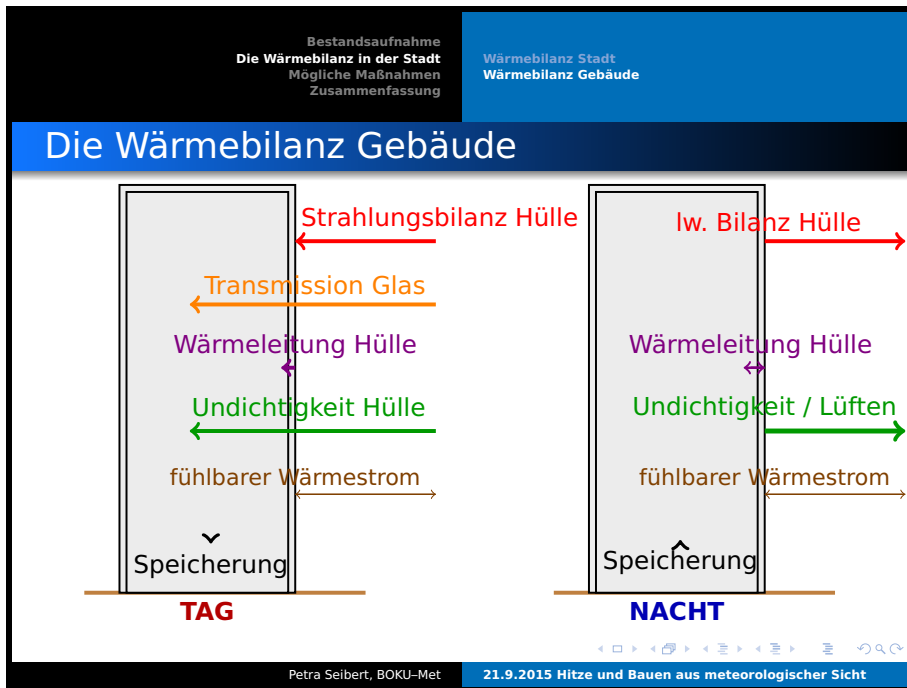 Bestandsaufnahme
Die Wärmebilanz in der Stadt
Mögliche Maßnahmen
Zusammenfassung
Wärmebilanz Stadt
Wärmebilanz Gebäude
Die Wärmebilanz Gebäude
Strahlungsbilanz Hülle
Transmission Glas
Wärmeleitung Hülle
Undichtigkeit Hülle
fühlbarer Wärmestrom
Speicherung
TAG
lw. Bilanz Hülle
Wärmeleitung Hülle
Undichtigkeit / Lüften
fühlbarer Wärmestrom
Speicherung
NACHT
Petra Seibert, BOKU–Met
21.9.2015 Hitze und Bauen aus meteorologischer Sicht